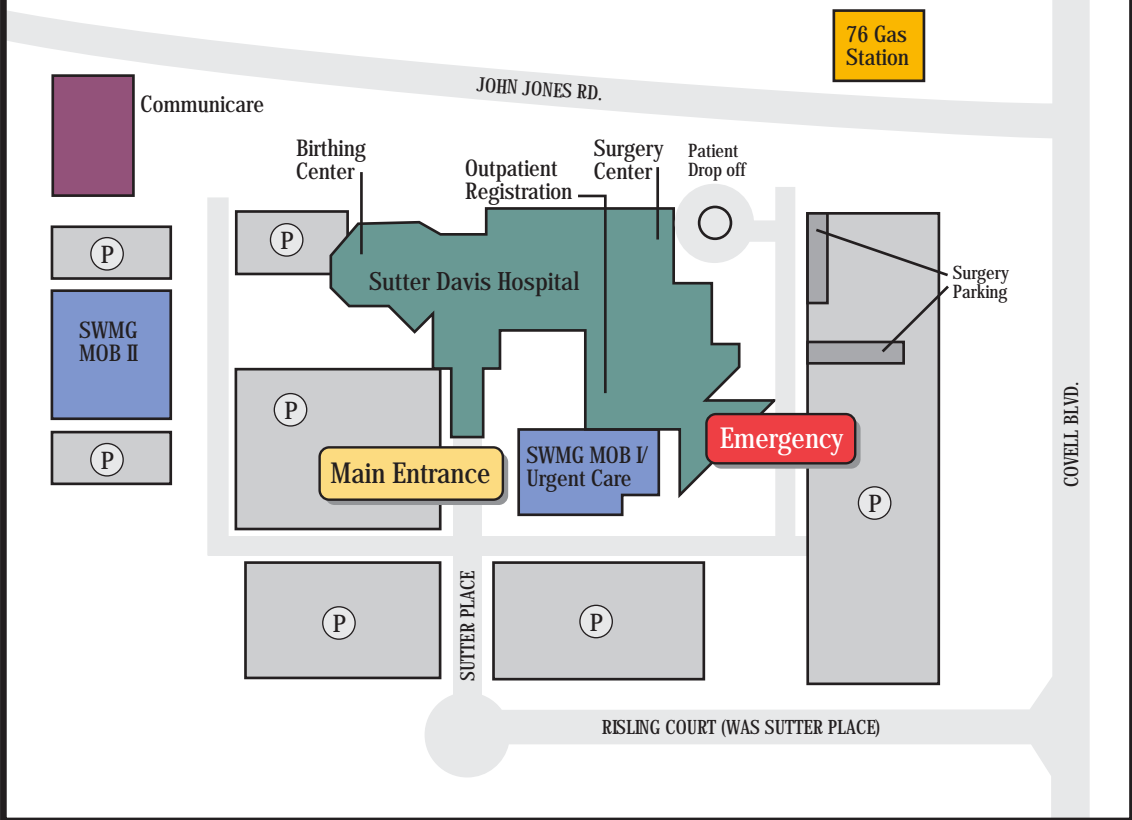 76 Gas
Station
JOHN JONES RD.
Communicare
Birthing
Center
Outpatient
Registration
Surgery
Center
Patient
Drop off
P
P
Sutter Davis Hospital
Surgery
Parking
SWMG
MOB II
P
P
Main Entrance
SWMG MOB I/
Urgent Care
Emergency
COVELL BLVD.
P
SUTTER PLACE
P
P
RISLING COURT (WAS SUTTER PLACE)